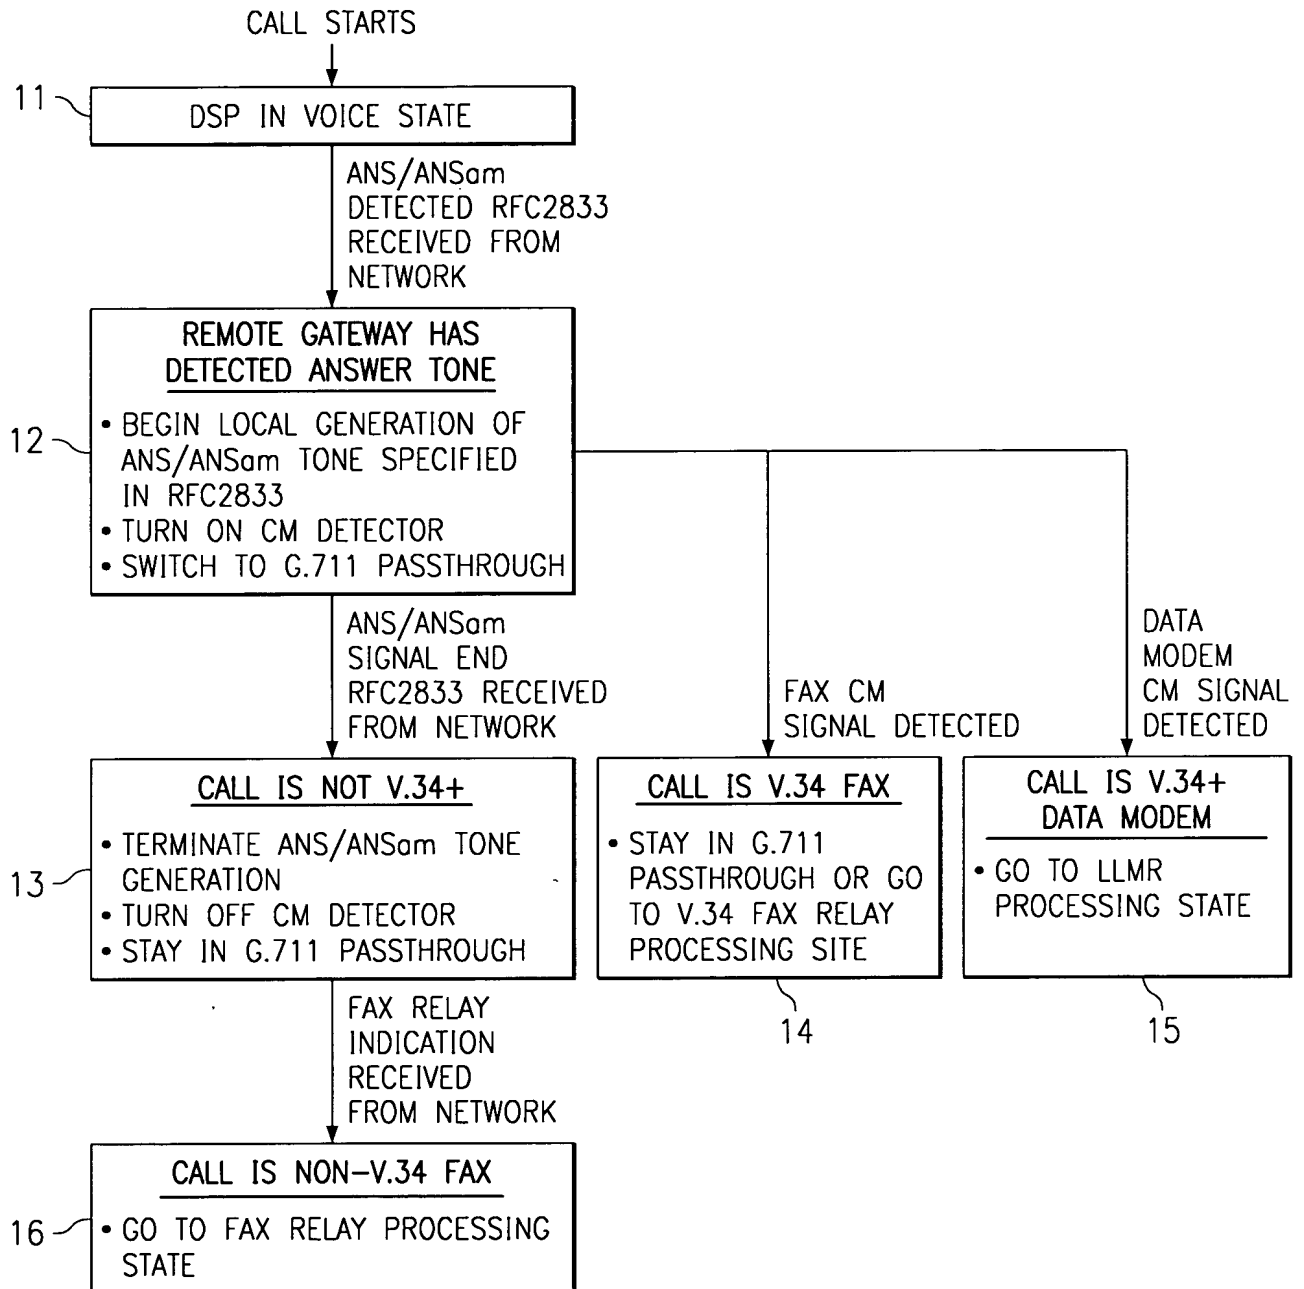 CALL STARTS
11
DSP IN VOICE STATE
ANS/ANSam
DETECTED RFC2833
RECEIVED FROM
NETWORK
REMOTE GATEWAY HAS
DETECTED ANSWER TONE
12
• BEGIN LOCAL GENERATION OF
ANS/ANSam TONE SPECIFIED
IN RFC2833
• TURN ON CM DETECTOR
• SWITCH TO G.711 PASSTHROUGH
ANS/ANSam
SIGNAL END
RFC2833 RECEIVED
FROM NETWORK
FAX CM
SIGNAL DETECTED
DATA
MODEM
CM SIGNAL
DETECTED
CALL IS NOT V.34+
13
• TERMINATE ANS/ANSam TONE
GENERATION
• TURN OFF CM DETECTOR
• STAY IN G.711 PASSTHROUGH
CALL IS V.34 FAX
• STAY IN G.711
PASSTHROUGH OR GO
TO V.34 FAX RELAY
PROCESSING SITE
14
CALL IS V.34+
DATA MODEM
• GO TO LLMR
PROCESSING STATE
15
FAX RELAY
INDICATION
RECEIVED
FROM NETWORK
CALL IS NON-V.34 FAX
16
• GO TO FAX RELAY PROCESSING
STATE